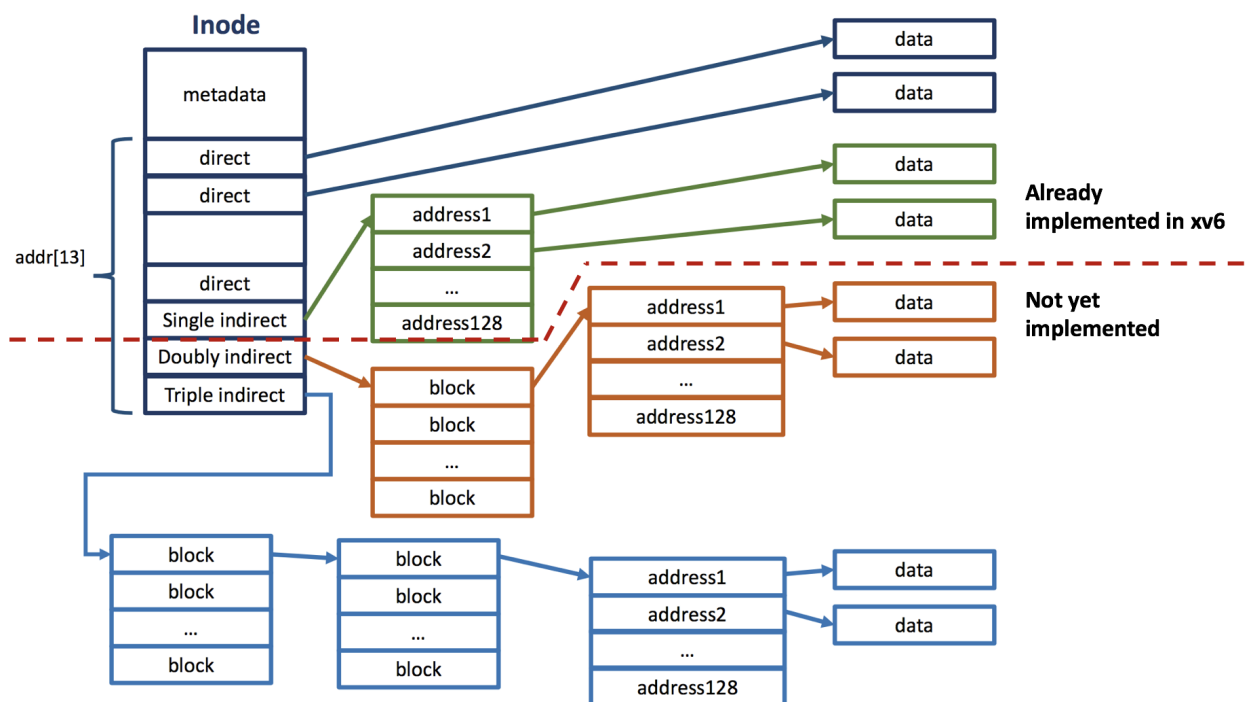 Inode
metadata
direct
direct
direct
Single indirect
Doubly indirect
Triple indirect
addr[13]
address1
address2
...
address128
data
data
data
data
Already
implemented in xv6
Not yet
implemented
block
block
...
block
address1
address2
...
address128
data
data
block
block
...
block
block
block
...
block
address1
address2
...
address128
data
data